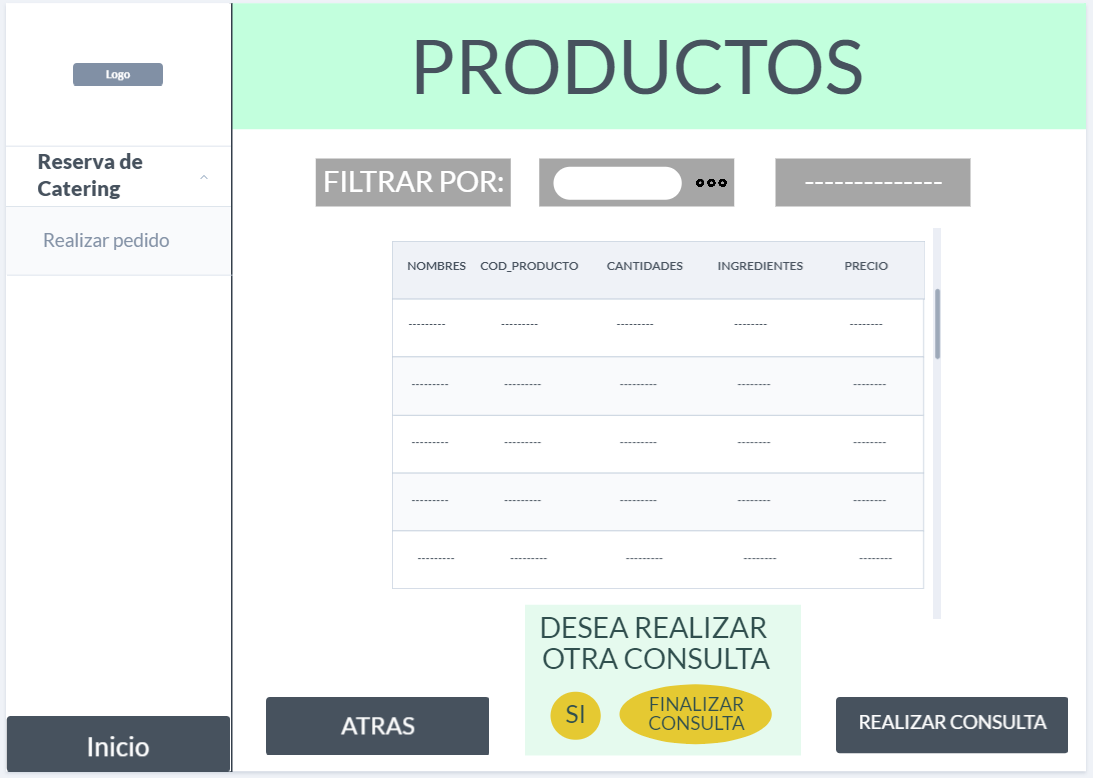 Logo
PRODUCTOS
Reserva de
Catering
Realizar pedido
FILTRAR POR:
--------------
NOMBRES COD_PRODUCTO CANTIDADES INGREDIENTES PRECIO
--------- --------- --------- -------- --------
--------- --------- --------- -------- --------
--------- --------- --------- -------- --------
--------- --------- --------- -------- --------
--------- --------- --------- -------- --------
DESEA REALIZAR
OTRA CONSULTA
SI
FINALIZAR
CONSULTA
ATRAS
REALIZAR CONSULTA
Inicio